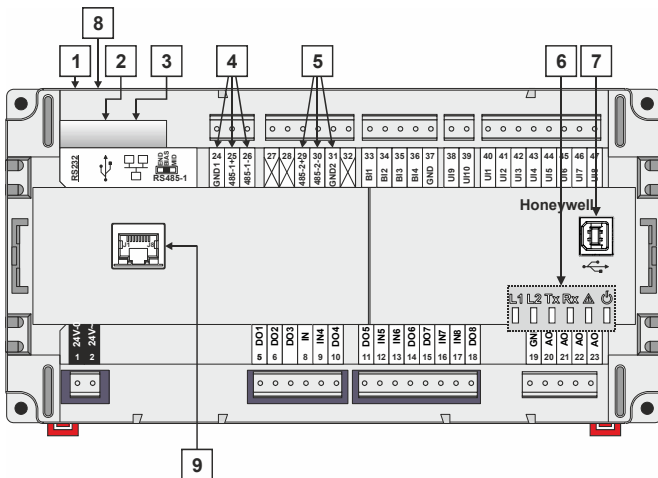 8
1 2 3 4 5 6 7
RS232
END
BIAS
MID
RS485-1
24 25 26 27 28 29 30 31 32 33 34 35 36 37 38 39 40 41 42 43 44 45 46 47
GND1 485-1+ 485-1- 485-2+ 485-2- GND2 BI1 BI2 BI3 BI4 GND UI9 UI10 UI1 UI2 UI3 UI4 UI5 UI6 UI7 UI8
Honeywell
J1 J8
L1 L2 Tx Rx
DO1 DO2 DO3 IN IN4 DO4 DO5 IN5 IN6 DO6 DO7 IN7 IN8 DO8 GN AO AO AO AO
1 2 5 6 8 9 10 11 12 13 14 15 16 17 18 19 20 21 22 23
9